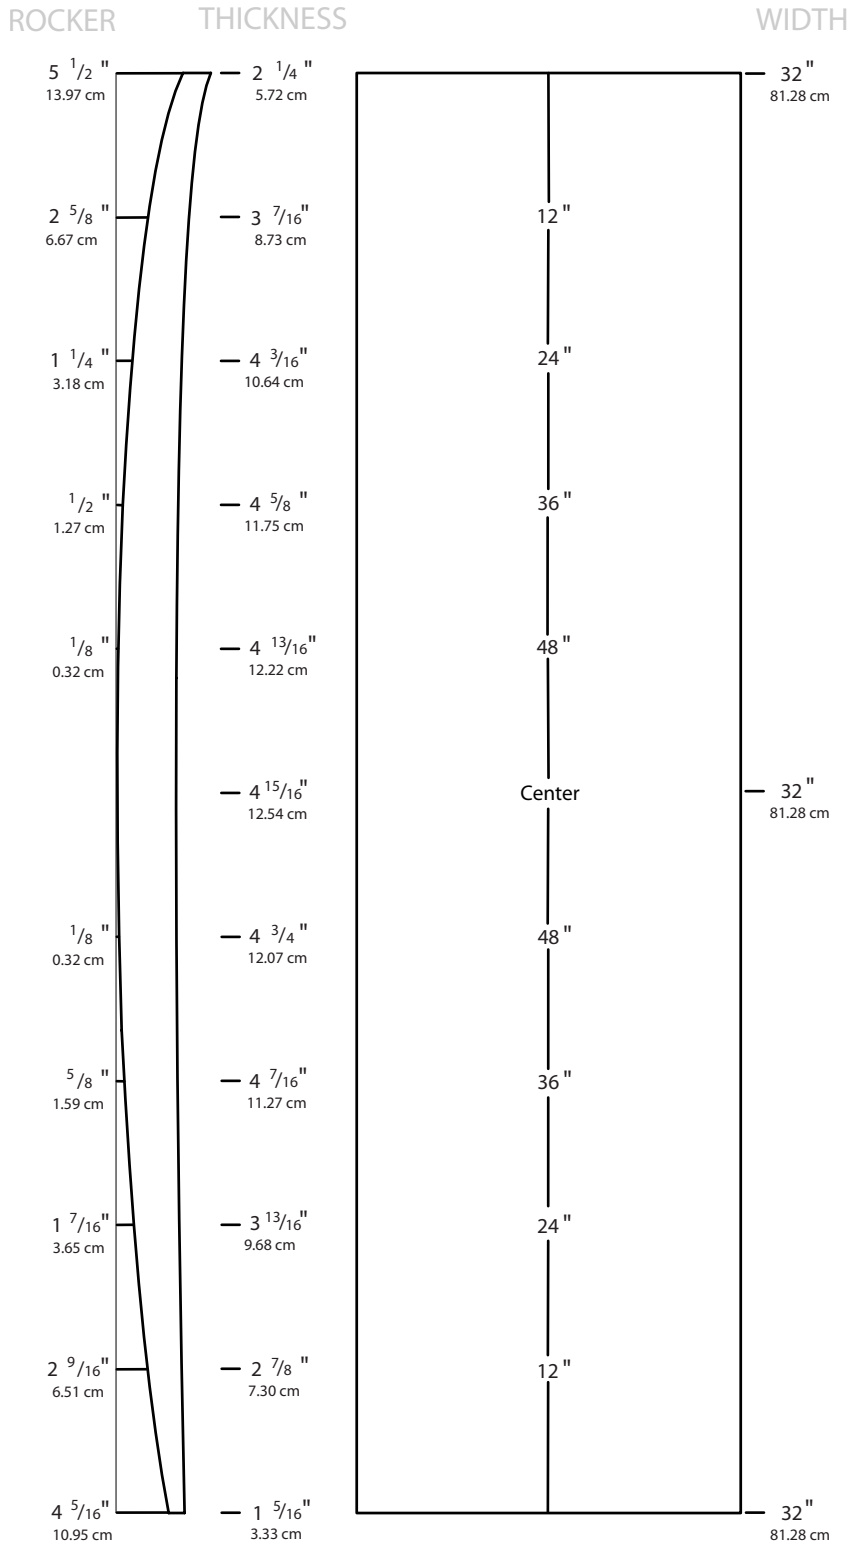 ROCKER THICKNESS WIDTH
5 1/2 " 2 1/4 " 32"
13.97 cm 5.72 cm 81.28 cm
2 5/8 " 3 7/16" 12"
6.67 cm 8.73 cm
1 1/4 " 4 3/16" 24"
3.18 cm 10.64 cm
1/2 " 4 5/8 " 36"
1.27 cm 11.75 cm
1/8 " 4 13/16" 48"
0.32 cm 12.22 cm
4 15/16" Center 32"
12.54 cm 81.28 cm
1/8 " 4 3/4 " 48"
0.32 cm 12.07 cm
5/8 " 4 7/16" 36"
1.59 cm 11.27 cm
1 7/16" 3 13/16" 24"
3.65 cm 9.68 cm
2 9/16" 2 7/8 " 12"
6.51 cm 7.30 cm
4 5/16" 1 5/16" 32"
10.95 cm 3.33 cm 81.28 cm